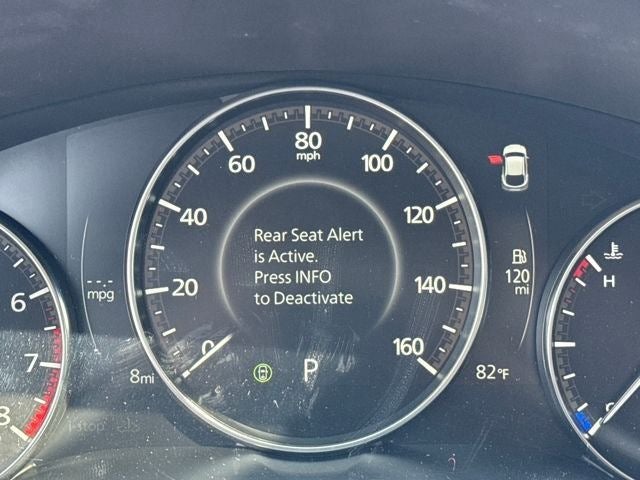 80
mph
60
100
40
120
20
140
0
160
Rear Seat Alert
is Active.
Press INFO
to Deactivate
--- 
mpg
120
mi
8mi
P
82°F
6
7
8
i-stop
H
C